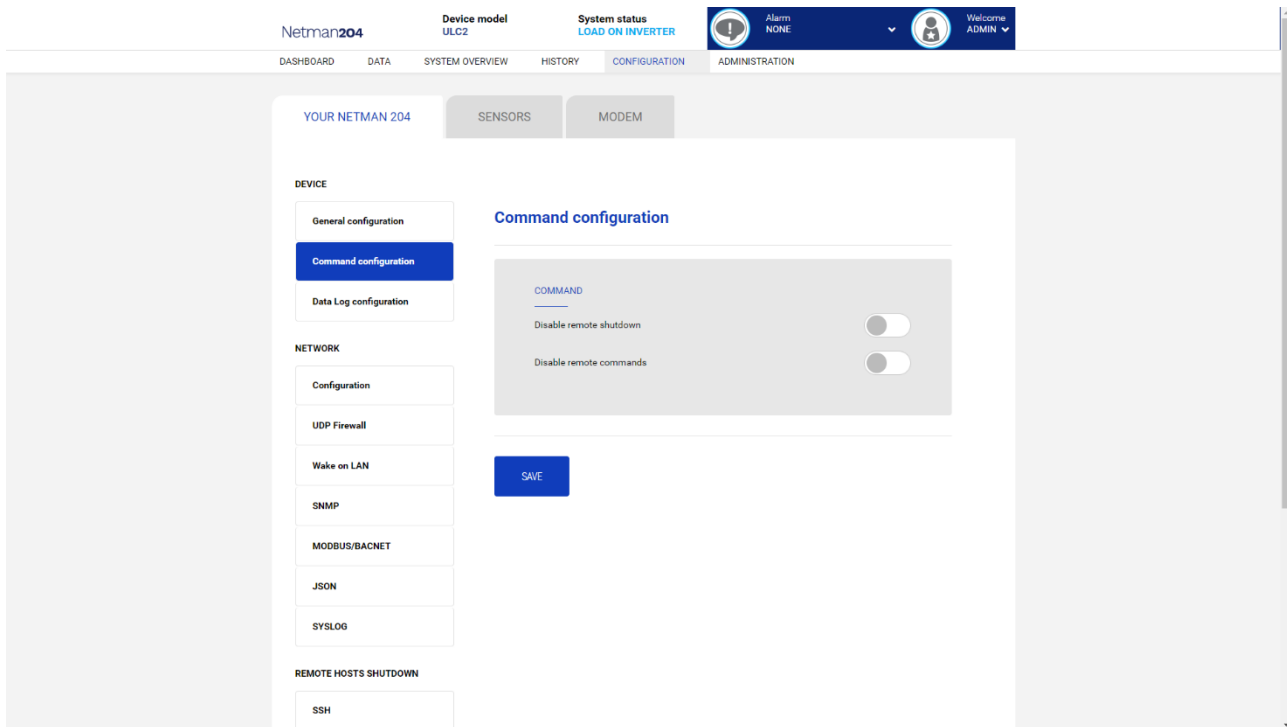 Netman204
Device model
ULC2
System status
LOAD ON INVERTER
Alarm
NONE
Welcome
ADMIN
DASHBOARD DATA SYSTEM OVERVIEW HISTORY CONFIGURATION ADMINISTRATION
YOUR NETMAN 204 SENSORS MODEM
DEVICE
General configuration
Command configuration
Data Log configuration
NETWORK
Configuration
UDP Firewall
Wake on LAN
SNMP
MODBUS/BACNET
JSON
SYSLOG
REMOTE HOSTS SHUTDOWN
SSH
Command configuration
COMMAND
Disable remote shutdown
Disable remote commands
SAVE